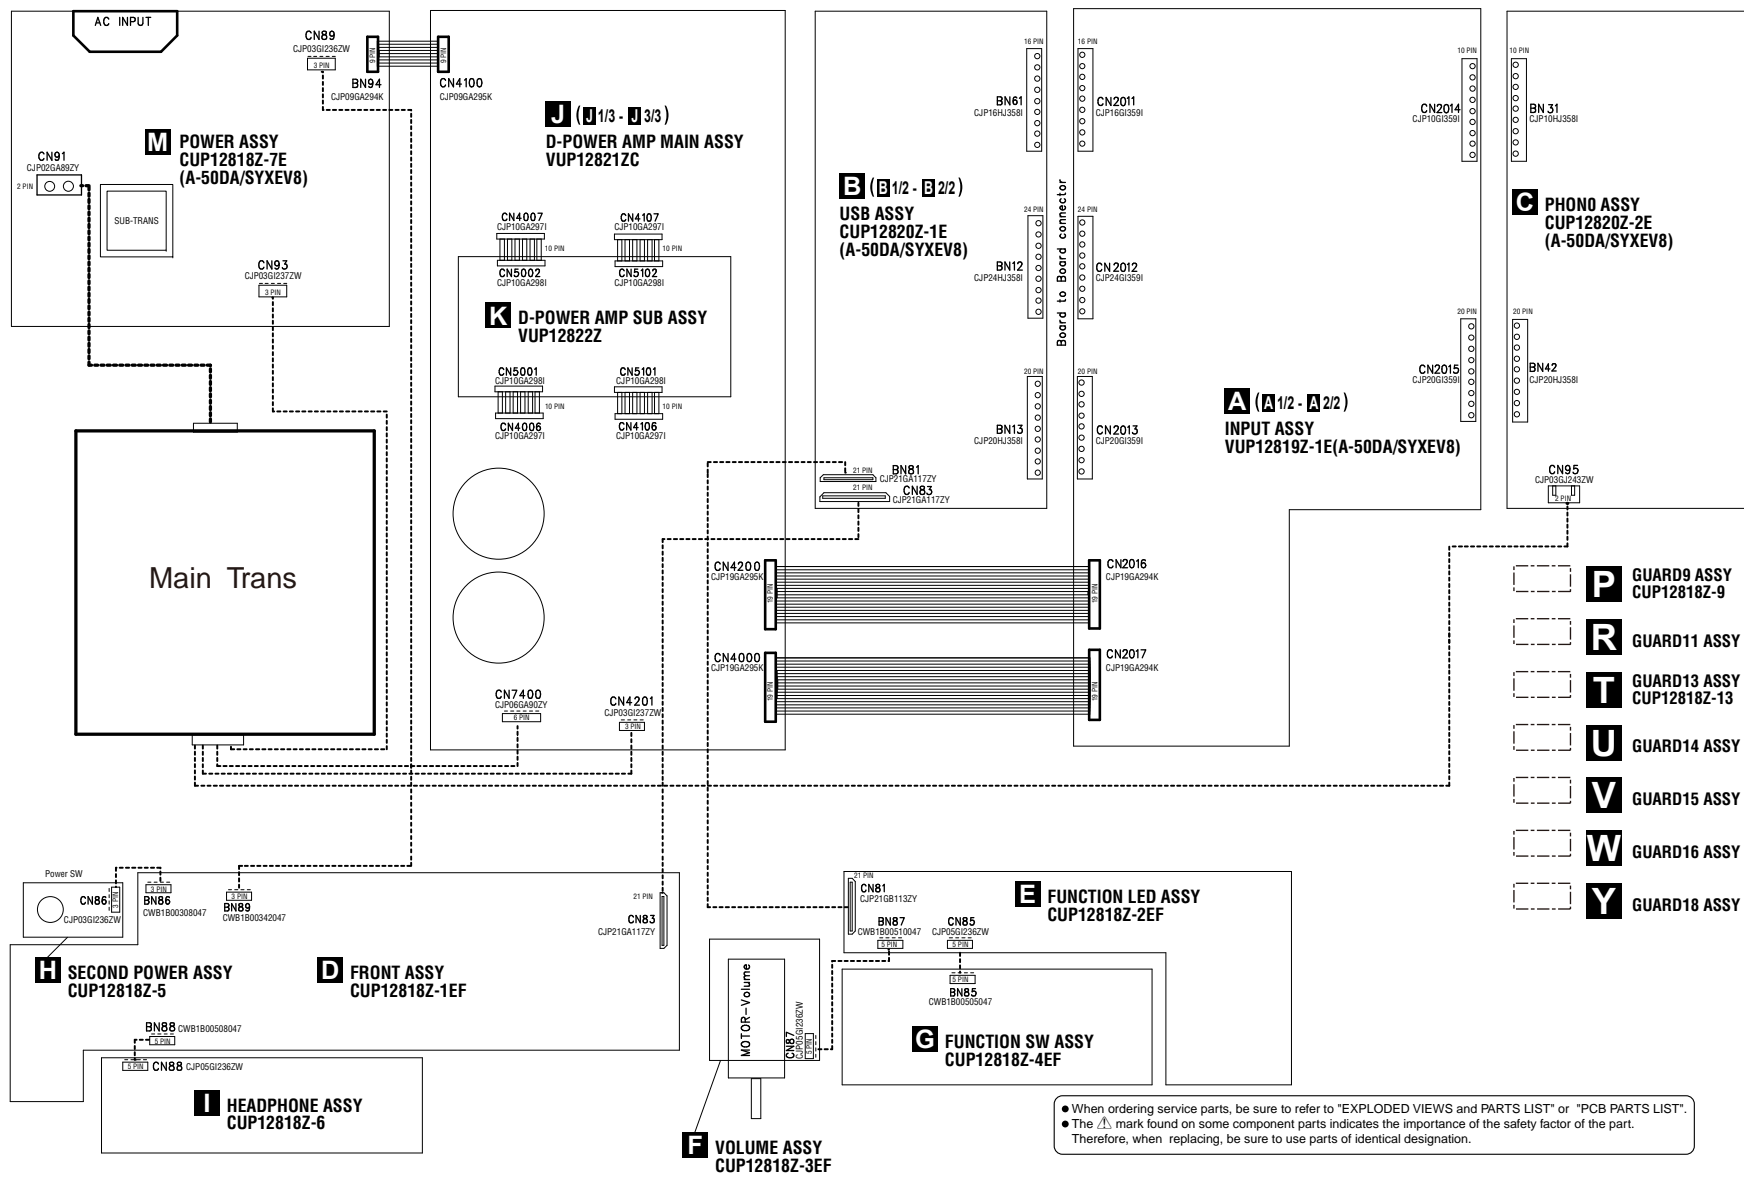 AC INPUT
CN89
CJP03GI236ZW
3 PIN
9 PIN
BN94
CJP09GA294K
9 PIN
CN4100
CJP09GA295K
M POWER ASSY
CUP12818Z-7E
(A-50DA/SYXEV8)
CN91
CJP02GA89ZY
2 PIN
SUB-TRANS
CN93
CJP03GI237ZW
3 PIN
Main Trans
J (J 1/3 - J 3/3)
D-POWER AMP MAIN ASSY
VUP12821ZC
CN4007
CJP10GA297I
10 PIN
CN5002
CJP10GA298I
CN4107
CJP10GA297I
10 PIN
CN5102
CJP10GA298I
K D-POWER AMP SUB ASSY
VUP12822Z
CN5001
CJP10GA298I
10 PIN
CN4006
CJP10GA297I
CN5101
CJP10GA298I
10 PIN
CN4106
CJP10GA297I
CN7400
CJP06GA90ZY
6 PIN
CN4201
CJP03GI237ZW
3 PIN
CN4200
CJP19GA295K
19 PIN
CN2016
CJP19GA294K
19 PIN
CN4000
CJP19GA295K
19 PIN
CN2017
CJP19GA294K
19 PIN
B (B 1/2 - B 2/2)
USB ASSY
CUP12820Z-1E
(A-50DA/SYXEV8)
16 PIN
BN61
CJP16HJ358I
24 PIN
BN12
CJP24HJ358I
20 PIN
BN13
CJP20HJ358I
21 PIN
BN81
CJP21GA117ZY
21 PIN
CN83
CJP21GA117ZY
Board to Board connector
16 PIN
CN2011
CJP16GI359I
24 PIN
CN2012
CJP24GI359I
20 PIN
CN2013
CJP20GI359I
10 PIN
CN2014
CJP10GI359I
20 PIN
CN2015
CJP20GI359I
A (A 1/2 - A 2/2)
INPUT ASSY
VUP12819Z-1E(A-50DA/SYXEV8)
10 PIN
BN31
CJP10HJ358I
C PHONO ASSY
CUP12820Z-2E
(A-50DA/SYXEV8)
20 PIN
BN42
CJP20HJ358I
CN95
CJP03GJ243ZW
2 PIN
P GUARD9 ASSY
CUP12818Z-9
R GUARD11 ASSY
T GUARD13 ASSY
CUP12818Z-13
U GUARD14 ASSY
V GUARD15 ASSY
W GUARD16 ASSY
Y GUARD18 ASSY
Power SW
CN86
CJP03GI236ZW
3 PIN
3 PIN
BN86
CWB1B00308047
3 PIN
BN89
CWB1B00342047
21 PIN
CN83
CJP21GA117ZY
H SECOND POWER ASSY
CUP12818Z-5
D FRONT ASSY
CUP12818Z-1EF
BN88 CWB1B00508047
5 PIN
5 PIN CN88 CJP05GI236ZW
I HEADPHONE ASSY
CUP12818Z-6
MOTOR-Volume
CN87
CJP05GI236ZW
5 PIN
F VOLUME ASSY
CUP12818Z-3EF
21 PIN
CN81
CJP21GB113ZY
BN87
CWB1B00510047
5 PIN
CN85
CJP05GI236ZW
5 PIN
E FUNCTION LED ASSY
CUP12818Z-2EF
5 PIN
BN85
CWB1B00505047
G FUNCTION SW ASSY
CUP12818Z-4EF
● When ordering service parts, be sure to refer to "EXPLODED VIEWS and PARTS LIST" or "PCB PARTS LIST".
● The ⚠ mark found on some component parts indicates the importance of the safety factor of the part.
Therefore, when replacing, be sure to use parts of identical designation.